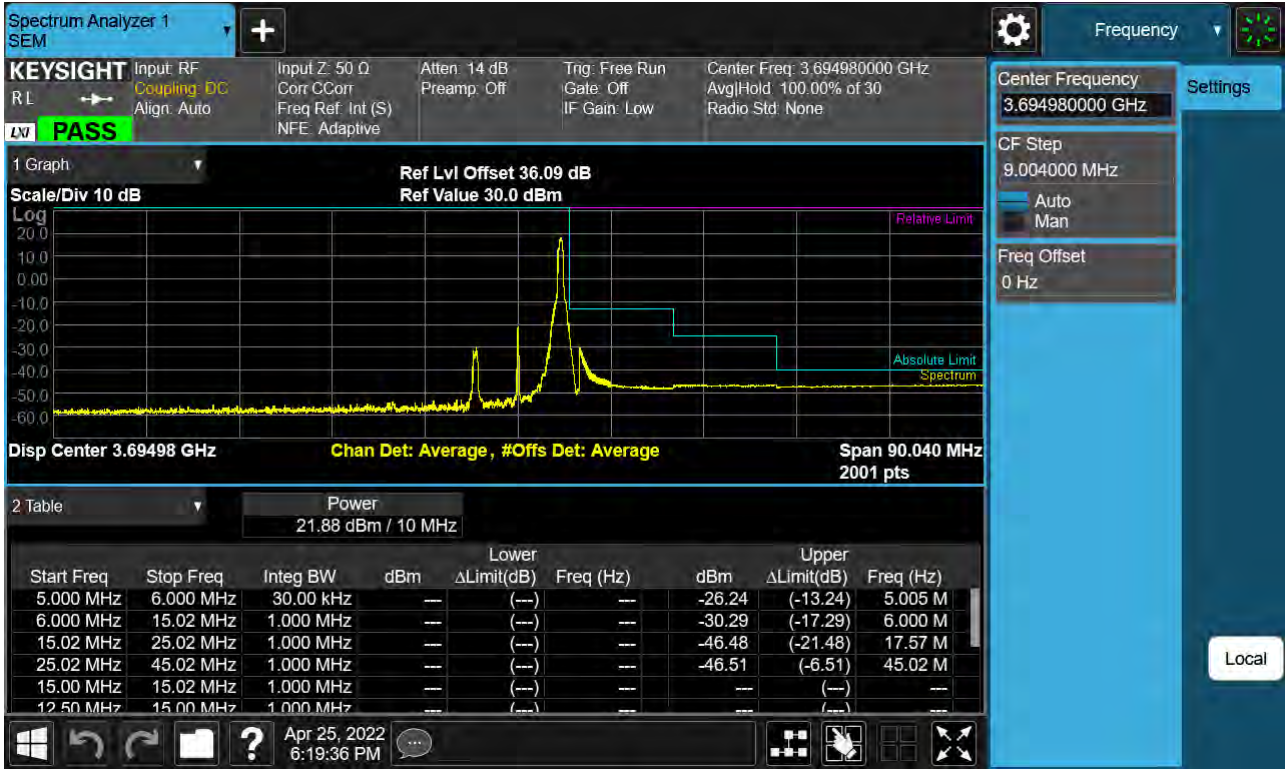 Spectrum Analyzer 1
SEM
Frequency
KEYSIGHT
R L
LXI
PASS
Input: RF
Coupling: DC
Align: Auto
Input Z: 50 Ω
Corr CCorr
Freq Ref: Int (S)
NFE: Adaptive
Atten: 14 dB
Preamp: Off
Trig: Free Run
Gate: Off
IF Gain: Low
Center Freq: 3.694980000 GHz
Avg|Hold: 100.00% of 30
Radio Std: None
Center Frequency
3.694980000 GHz
Settings
CF Step
9.004000 MHz
Auto
Man
Freq Offset
0 Hz
Local
1 Graph
Ref Lvl Offset 36.09 dB
Scale/Div 10 dB
Ref Value 30.0 dBm
Log
Relative Limit
20.0
10.0
0.00
-10.0
-20.0
-30.0
-40.0
-50.0
-60.0
Absolute Limit
Spectrum
Disp Center 3.69498 GHz
Chan Det: Average, #Offs Det: Average
Span 90.040 MHz
2001 pts
2 Table
Power
21.88 dBm / 10 MHz
Lower Upper
Start Freq Stop Freq Integ BW dBm ΔLimit(dB) Freq (Hz) dBm ΔLimit(dB) Freq (Hz)
5.000 MHz 6.000 MHz 30.00 kHz --- (---) --- -26.24 (-13.24) 5.005 M
6.000 MHz 15.02 MHz 1.000 MHz --- (---) --- -30.29 (-17.29) 6.000 M
15.02 MHz 25.02 MHz 1.000 MHz --- (---) --- -46.48 (-21.48) 17.57 M
25.02 MHz 45.02 MHz 1.000 MHz --- (---) --- -46.51 (-6.51) 45.02 M
15.00 MHz 15.02 MHz 1.000 MHz --- (---) --- --- (---) ---
12.50 MHz 15.00 MHz 1.000 MHz --- (---) --- --- (---) ---
?
Apr 25, 2022
6:19:36 PM